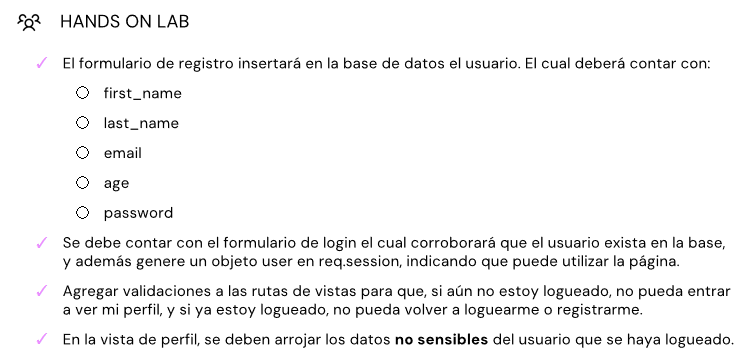 HANDS ON LAB
✓ El formulario de registro insertará en la base de datos el usuario. El cual deberá contar con:
○ first_name
○ last_name
○ email
○ age
○ password
✓ Se debe contar con el formulario de login el cual corroborará que el usuario exista en la base,
y además genere un objeto user en req.session, indicando que puede utilizar la página.
✓ Agregar validaciones a las rutas de vistas para que, si aún no estoy logueado, no pueda entrar
a ver mi perfil, y si ya estoy logueado, no pueda volver a loguearme o registrarme.
✓ En la vista de perfil, se deben arrojar los datos no sensibles del usuario que se haya logueado.